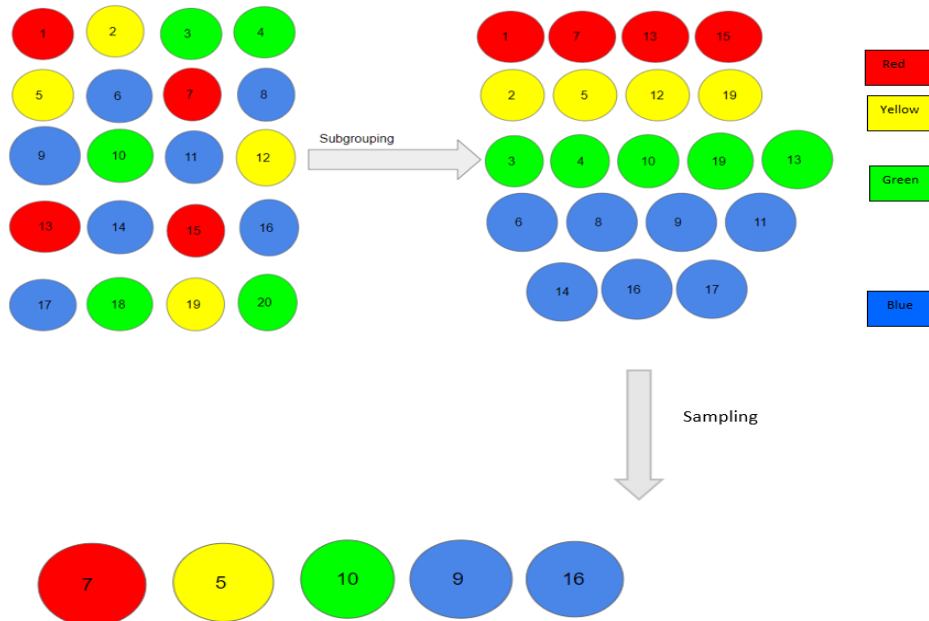 1 2 3 4
5 6 7 8
9 10 11 12
13 14 15 16
17 18 19 20
Subgrouping
1 7 13 15
2 5 12 19
3 4 10 19 13
6 8 9 11
14 16 17
Red
Yellow
Green
Blue
Sampling
7 5 10 9 16